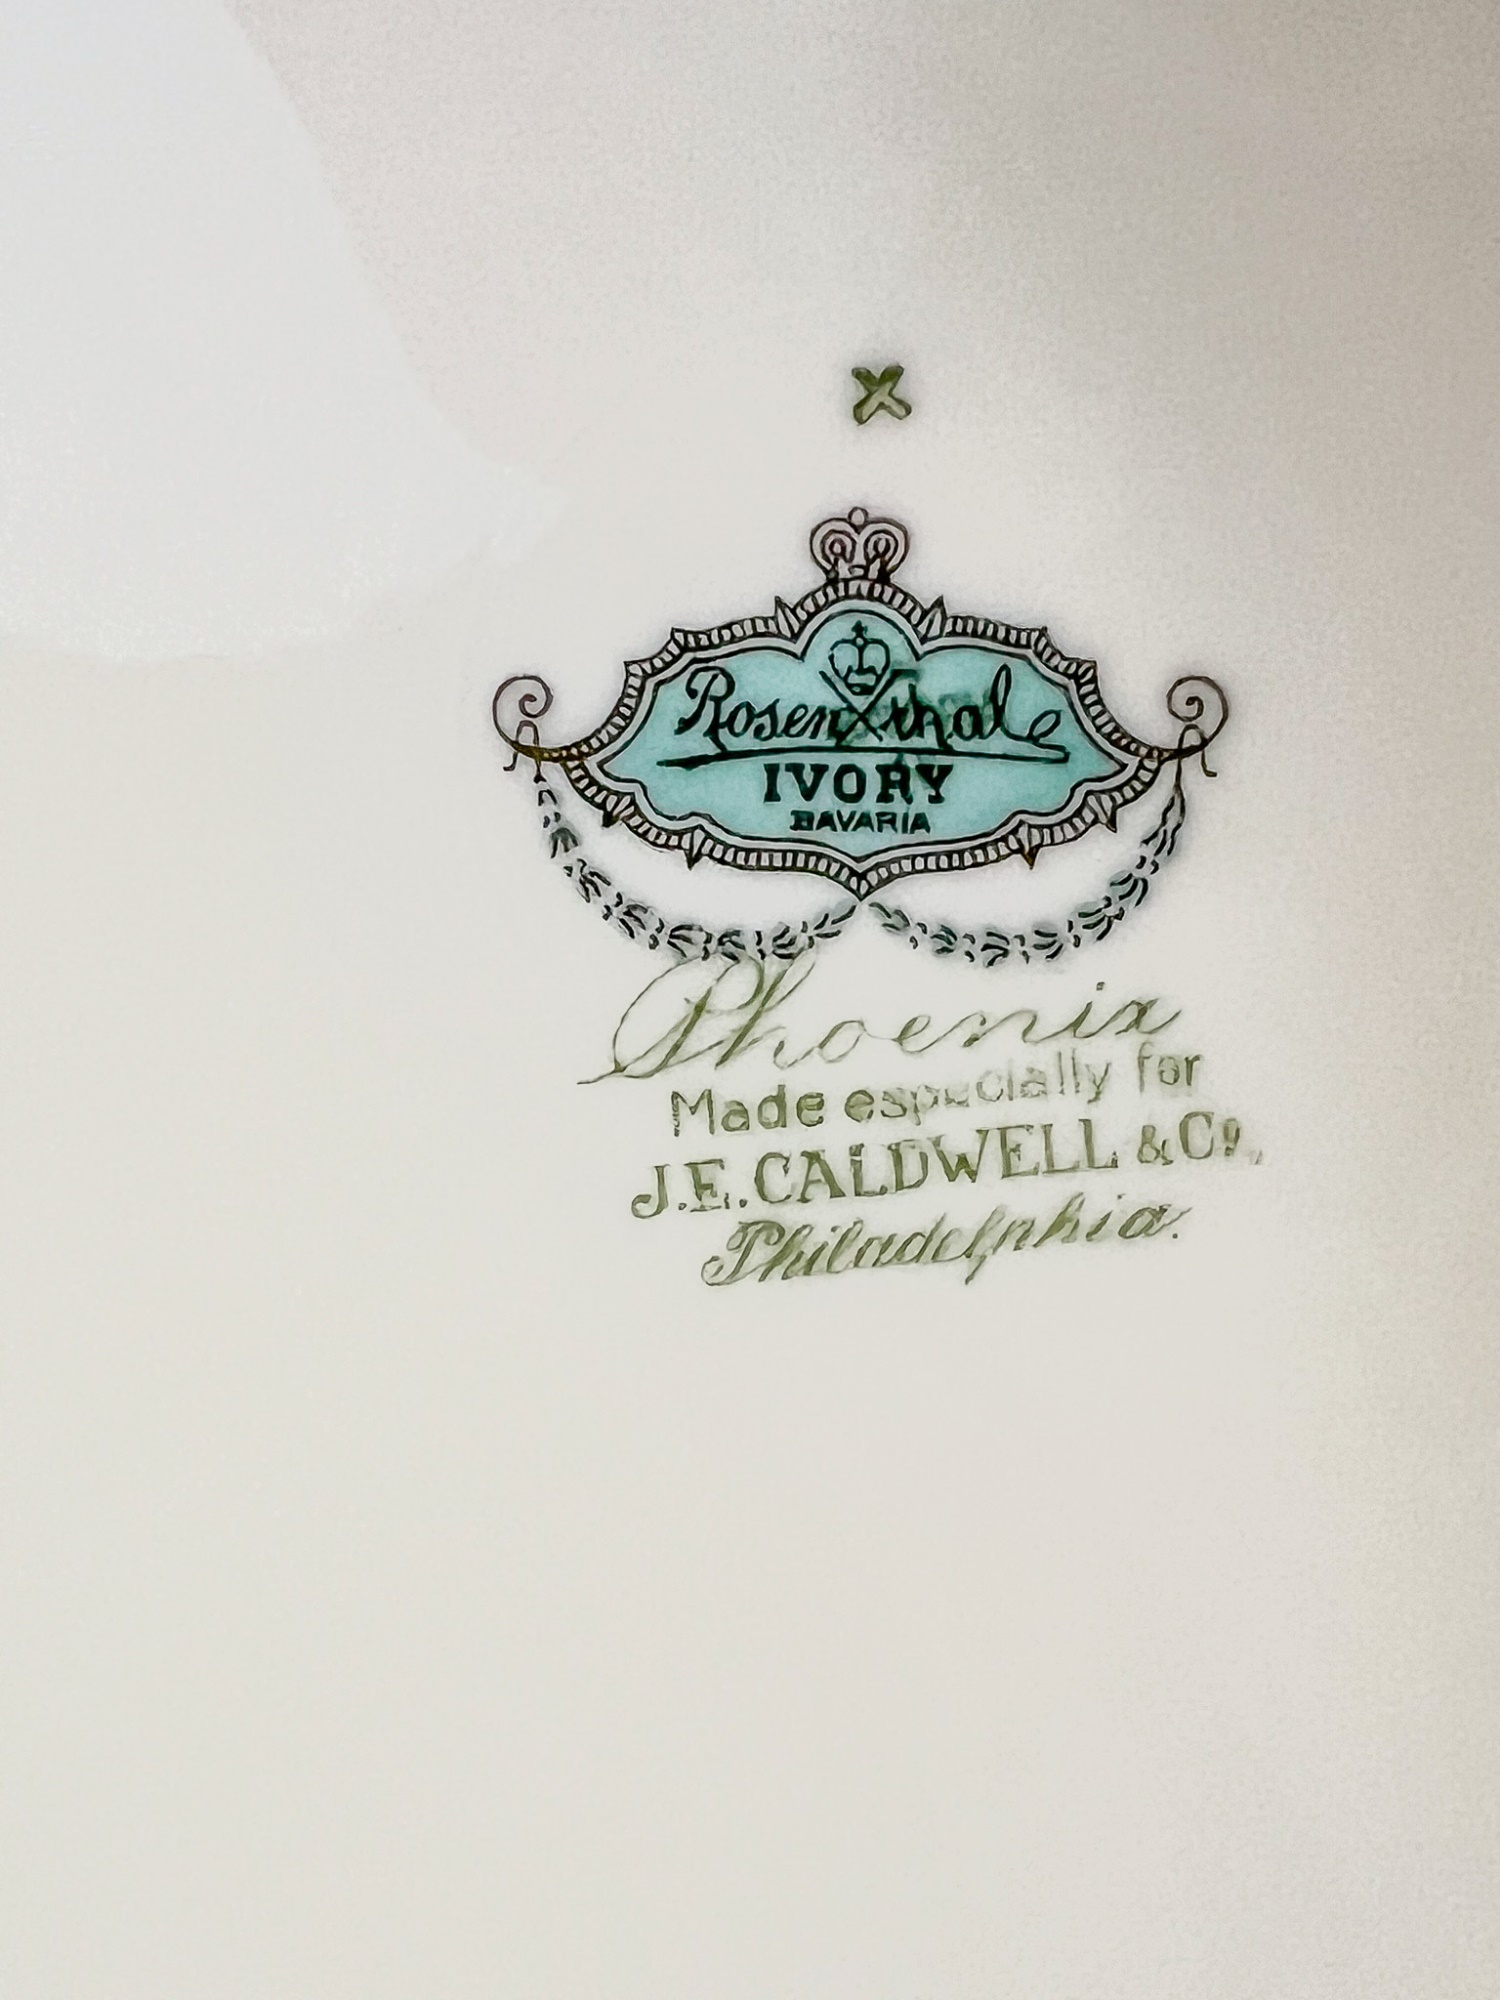 x
Rosenthal
IVORY
BAVARIA
Phoenix
Made especially for
J.E. CALDWELL & Co.,
Philadelphia.